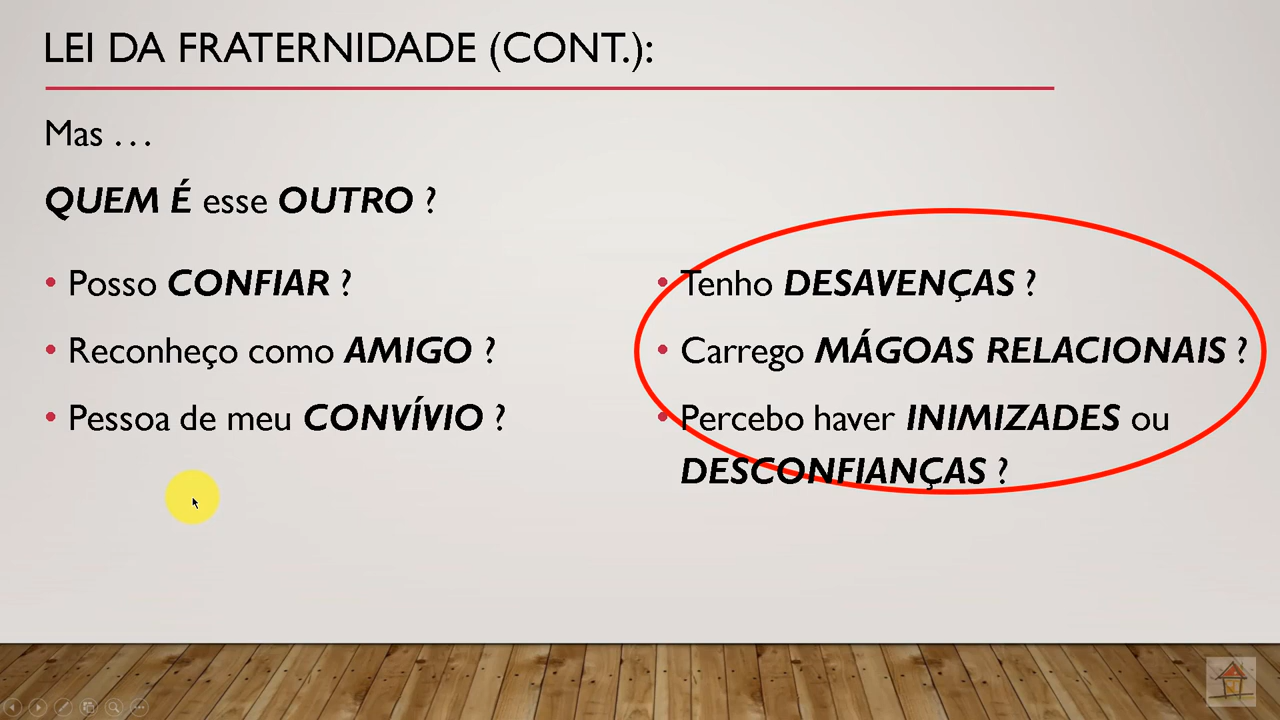 LEI DA FRATERNIDADE (CONT.):
Mas . . .
QUEM É esse OUTRO ?
• Posso CONFIAR ?
• Reconheço como AMIGO ?
• Pessoa de meu CONVÍVIO ?
• Tenho DESAVENÇAS ?
• Carrego MÁGOAS RELACIONAIS ?
• Percebo haver INIMIZADES ou
DESCONFIANÇAS ?